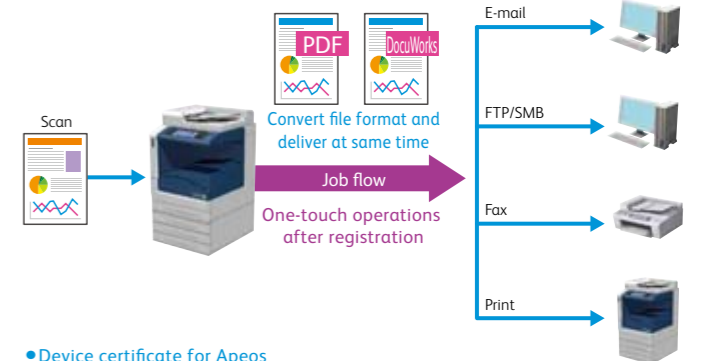 E-mail
PDF
DocuWorks
Scan
Convert file format and
deliver at same time
FTP/SMB
Job flow
One-touch operations
after registration
Fax
Print
•Device certificate for Apeos